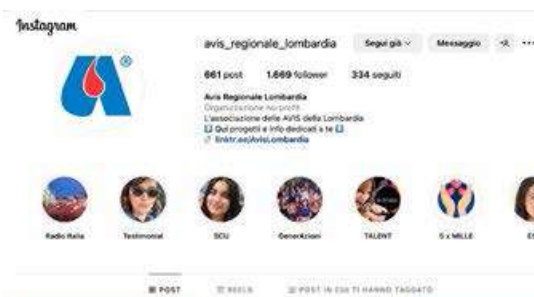 Instagram
avis_regionale_lombardia Segui già Messaggio
661 post 1.669 follower 334 seguiti
Avis Regionale Lombardia
Organizzazione no-profit
L'associazione delle AVIS della Lombardia
Qui progetti e info dedicati a te
linktr.ee/AvisLombardia
Radio Italia Testimonial SCU GenerAzioni TALENT 5 x MILLE
POST REELS POST IN CUI TI HANNO TAGGATO